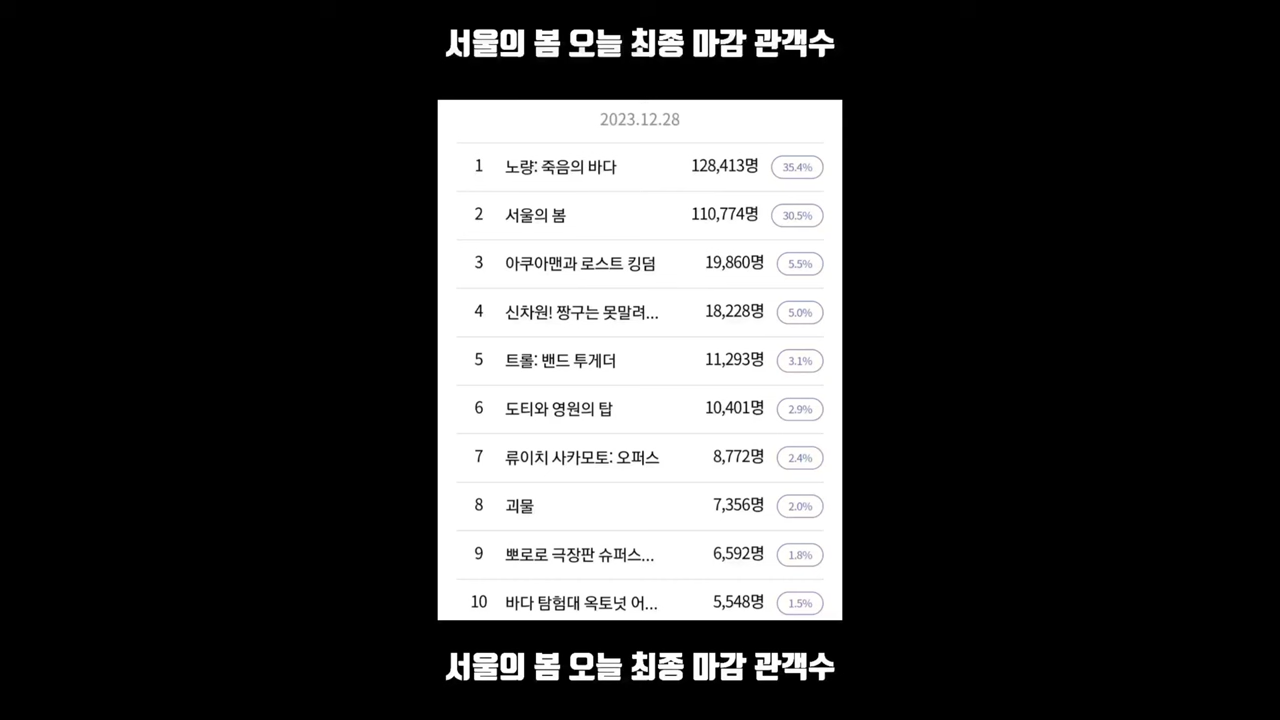 서울의 봄 오늘 최종 마감 관객수
2023.12.28
1 노량: 죽음의 바다 128,413명 35.4%
2 서울의 봄 110,774명 30.5%
3 아쿠아맨과 로스트 킹덤 19,860명 5.5%
4 신차원! 짱구는 못말려... 18,228명 5.0%
5 트롤: 밴드 투게더 11,293명 3.1%
6 도티와 영원의 탑 10,401명 2.9%
7 류이치 사카모토: 오퍼스 8,772명 2.4%
8 괴물 7,356명 2.0%
9 뽀로로 극장판 슈퍼스... 6,592명 1.8%
10 바다 탐험대 옥토넛 어... 5,548명 1.5%
서울의 봄 오늘 최종 마감 관객수